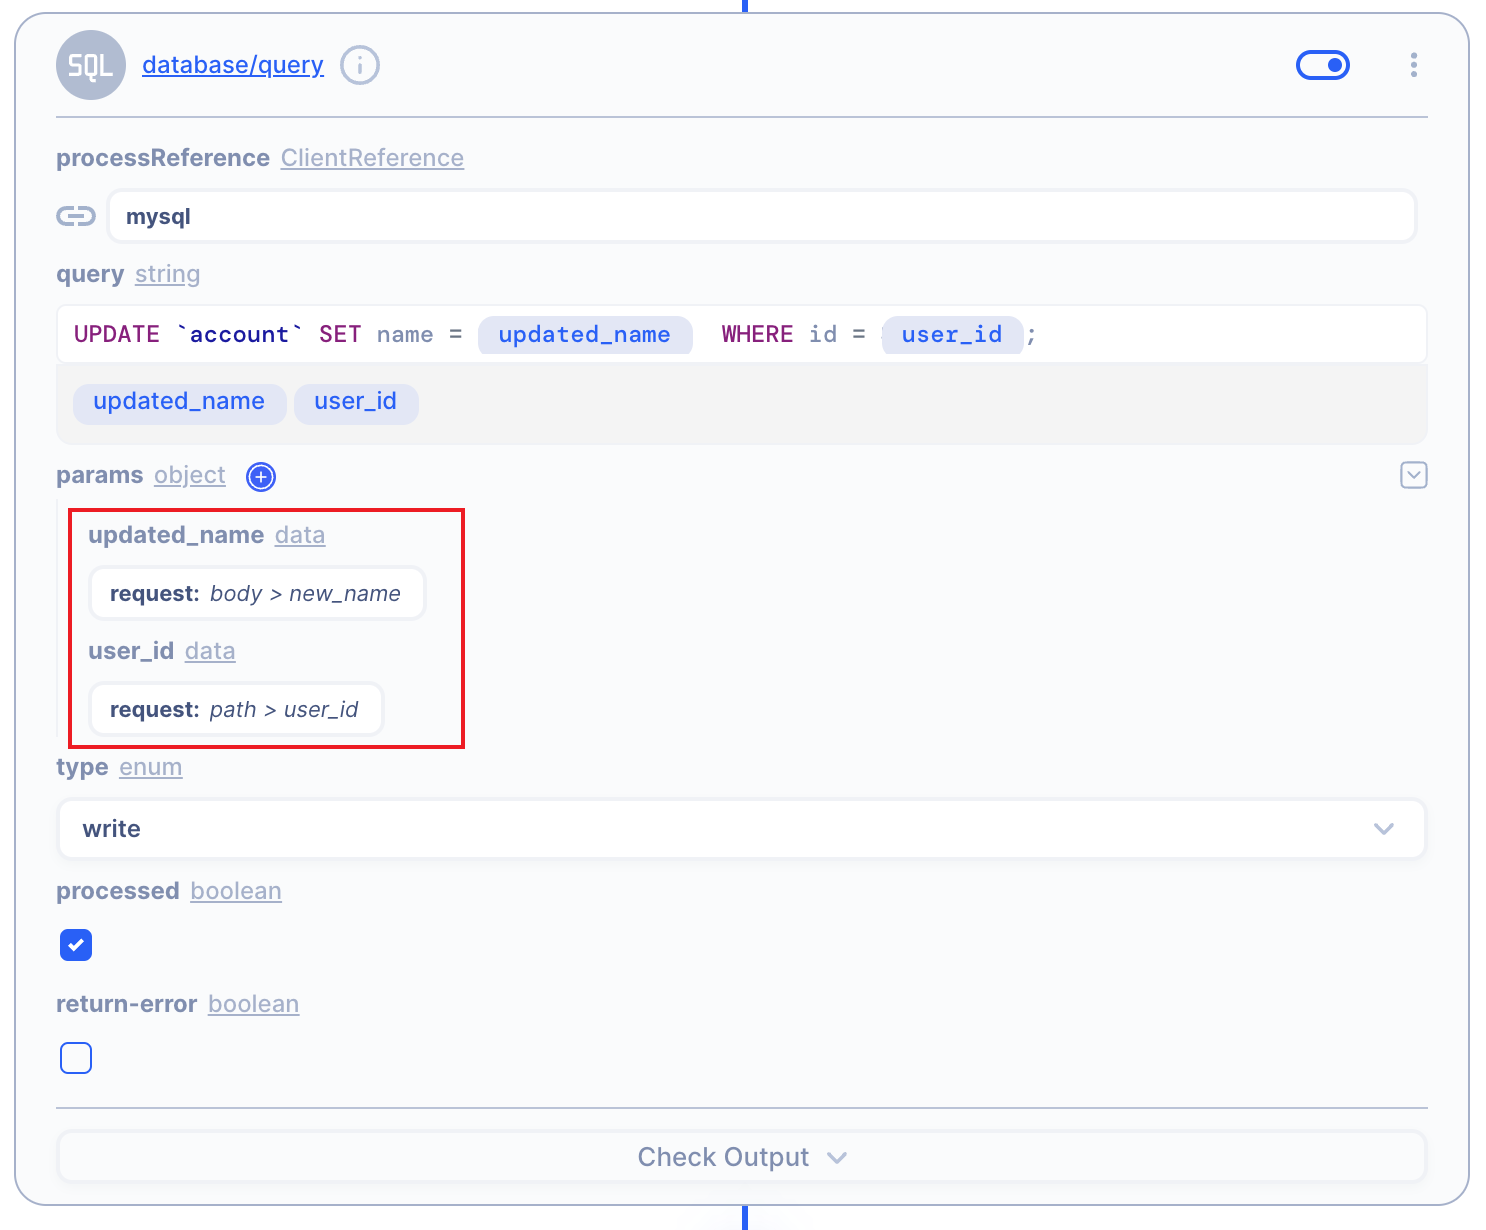 SQL database/query i
processReference ClientReference
mysql
query string
UPDATE `account` SET name = updated_name WHERE id = user_id ;
updated_name user_id
params object
updated_name data
request: body > new_name
user_id data
request: path > user_id
type enum
write
processed boolean
return-error boolean
Check Output